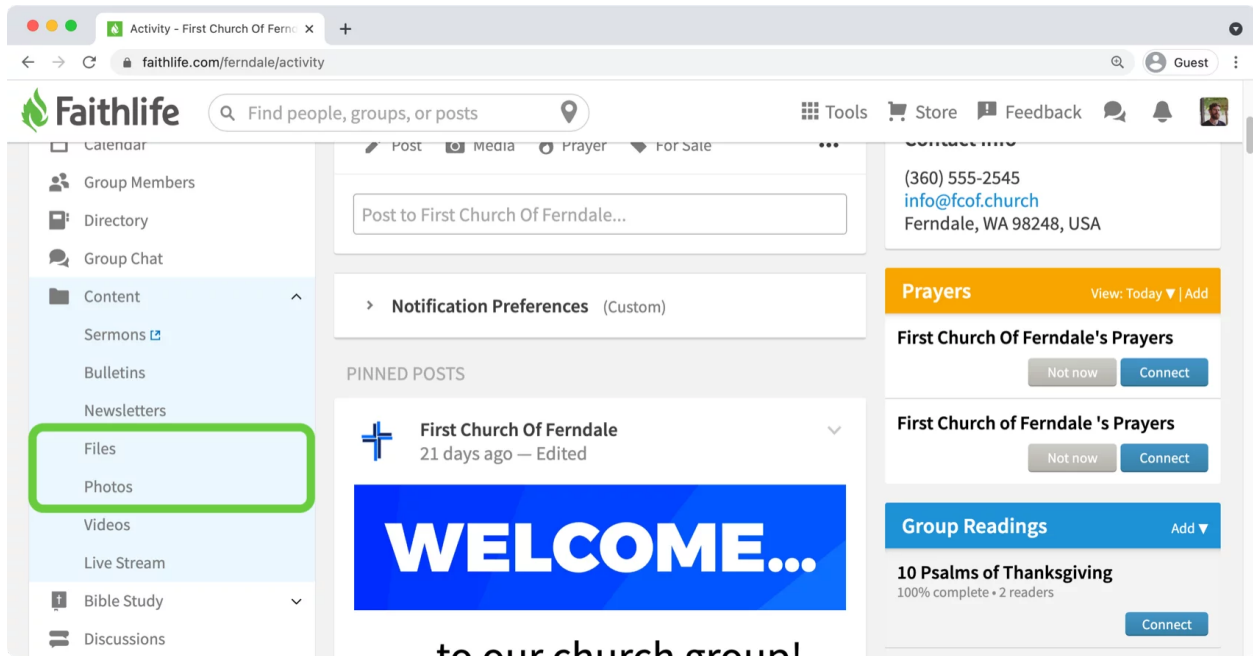 Activity - First Church Of Fernd
faithlife.com/ferndale/activity
Guest
Faithlife
Find people, groups, or posts
Tools
Store
Feedback
Calendar
Group Members
Directory
Group Chat
Content
Sermons
Bulletins
Newsletters
Files
Photos
Videos
Live Stream
Bible Study
Discussions
Post
Media
Prayer
For Sale
Post to First Church Of Ferndale...
Notification Preferences (Custom)
PINNED POSTS
First Church Of Ferndale
21 days ago — Edited
WELCOME...
to our church group!
Contact Info
(360) 555-2545
info@fcof.church
Ferndale, WA 98248, USA
Prayers
View: Today ▼ | Add
First Church Of Ferndale's Prayers
Not now
Connect
First Church of Ferndale 's Prayers
Not now
Connect
Group Readings
Add ▼
10 Psalms of Thanksgiving
100% complete • 2 readers
Connect